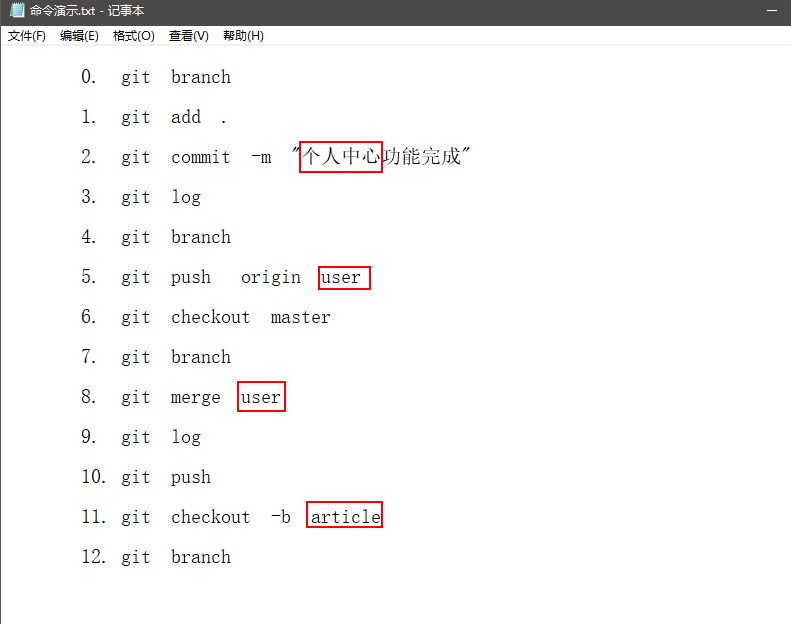 命令演示.txt - 记事本
文件(F) 编辑(E) 格式(O) 查看(V) 帮助(H)
0. git branch
1. git add .
2. git commit -m "个人中心功能完成"
3. git log
4. git branch
5. git push origin user
6. git checkout master
7. git branch
8. git merge user
9. git log
10. git push
11. git checkout -b article
12. git branch